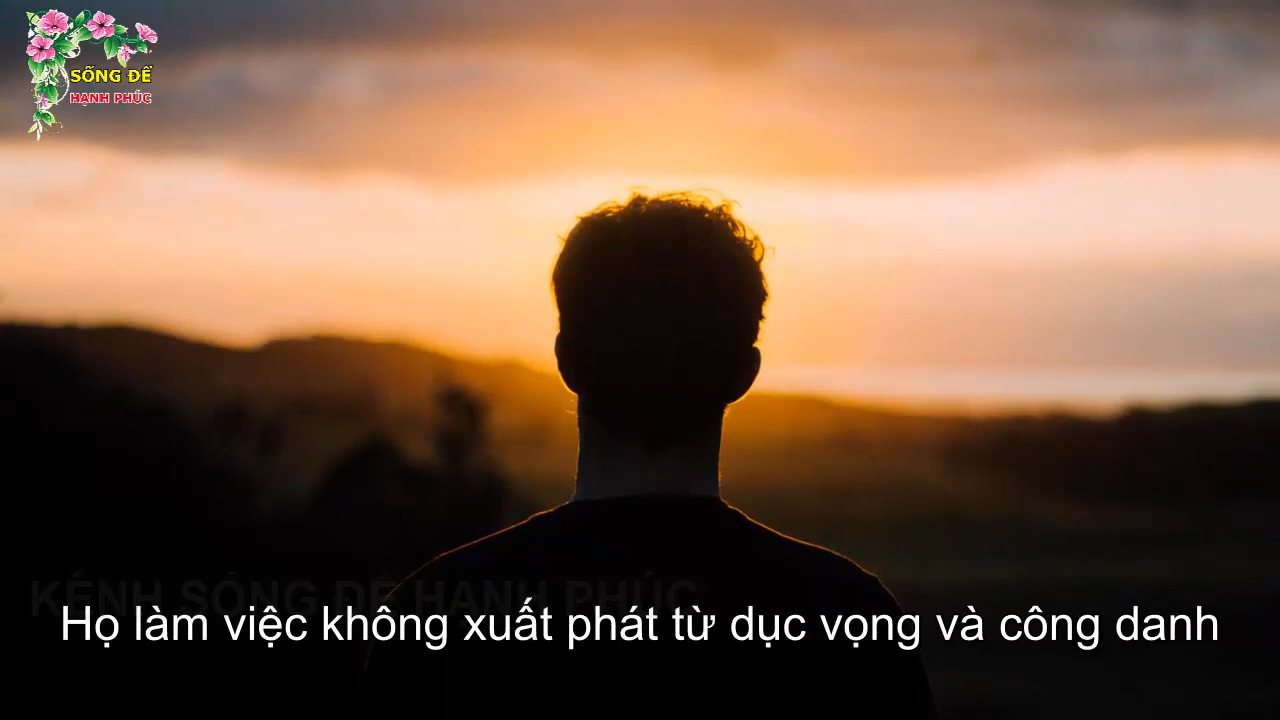 SỐNG ĐỂ
HẠNH PHÚC
KÊNH SỐNG ĐỂ HẠNH PHÚC
Họ làm việc không xuất phát từ dục vọng và công danh